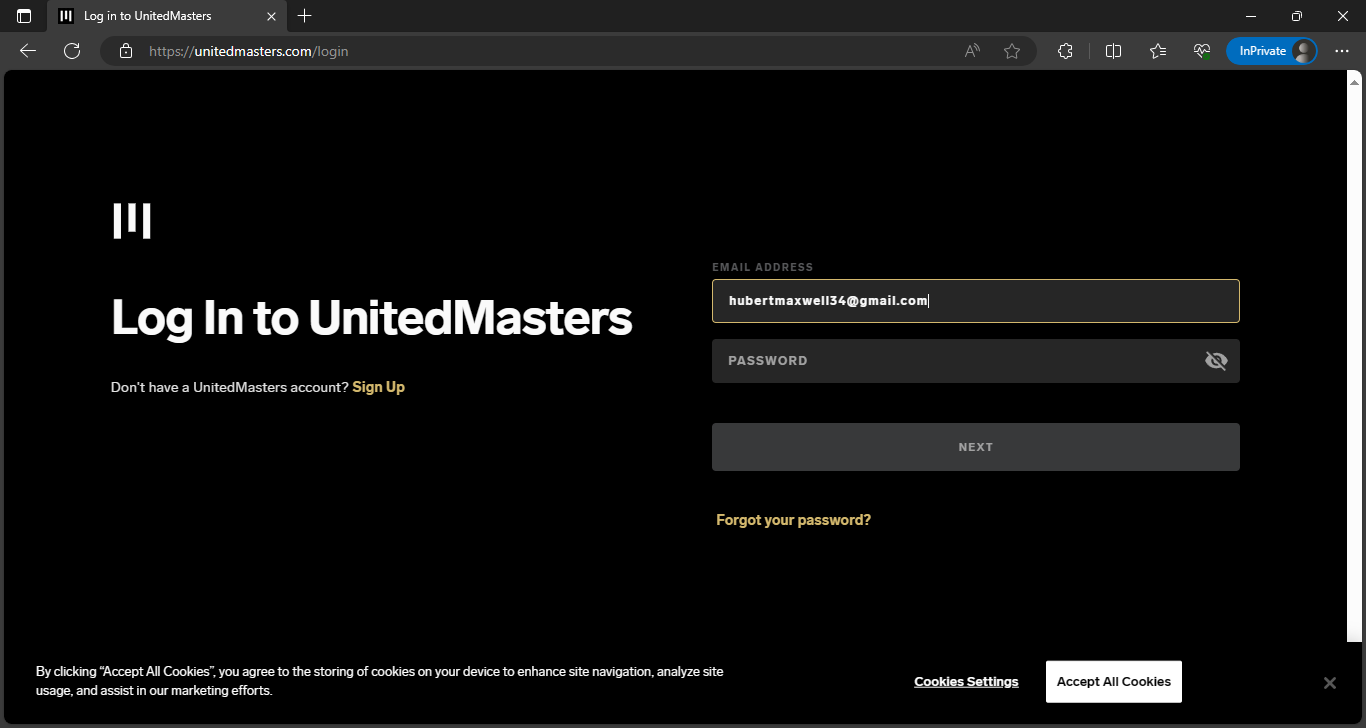 Log in to UnitedMasters
https://unitedmasters.com/login
InPrivate
Log In to UnitedMasters
Don't have a UnitedMasters account? Sign Up
EMAIL ADDRESS
hubertmaxwell34@gmail.com
PASSWORD
NEXT
Forgot your password?
By clicking “Accept All Cookies”, you agree to the storing of cookies on your device to enhance site navigation, analyze site
usage, and assist in our marketing efforts.
Cookies Settings
Accept All Cookies